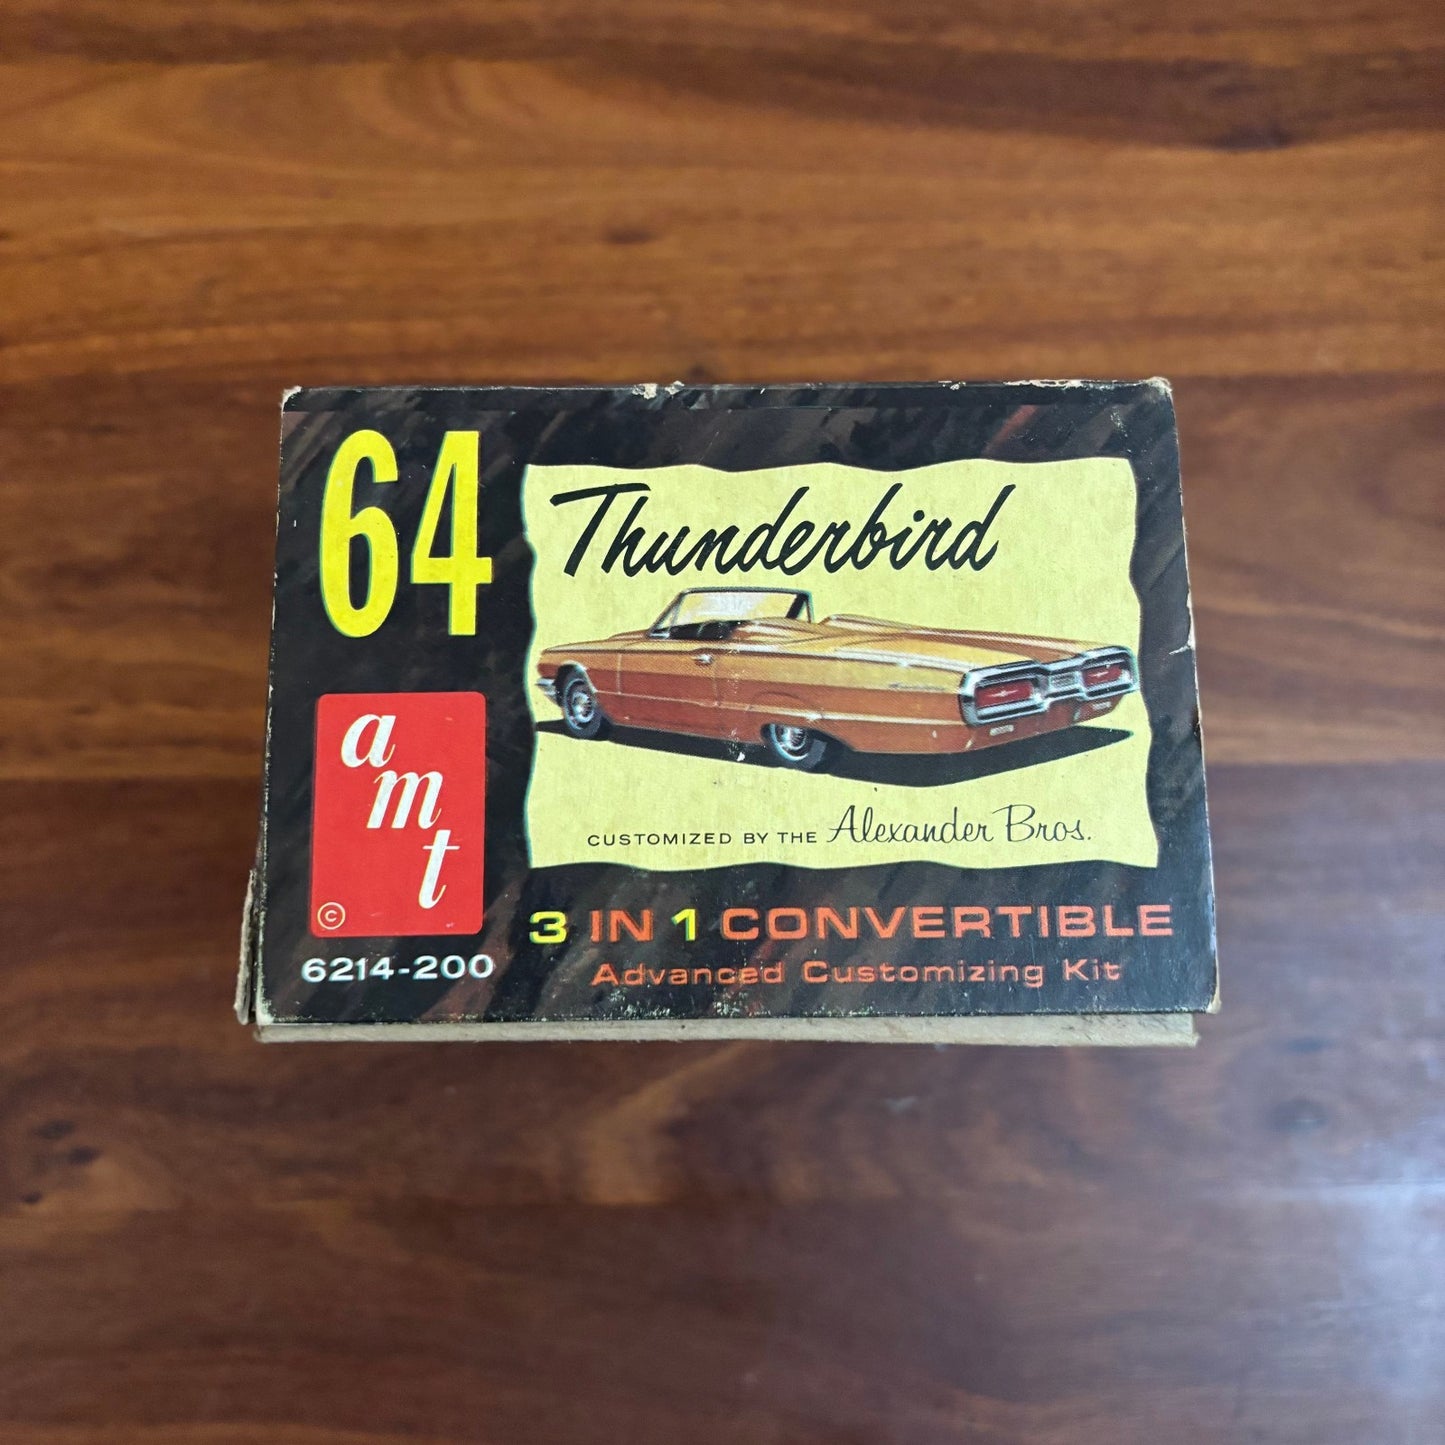 64
Thunderbird
amt
©
CUSTOMIZED BY THE Alexander Bros.
3 IN 1 CONVERTIBLE
6214-200
Advanced Customizing Kit